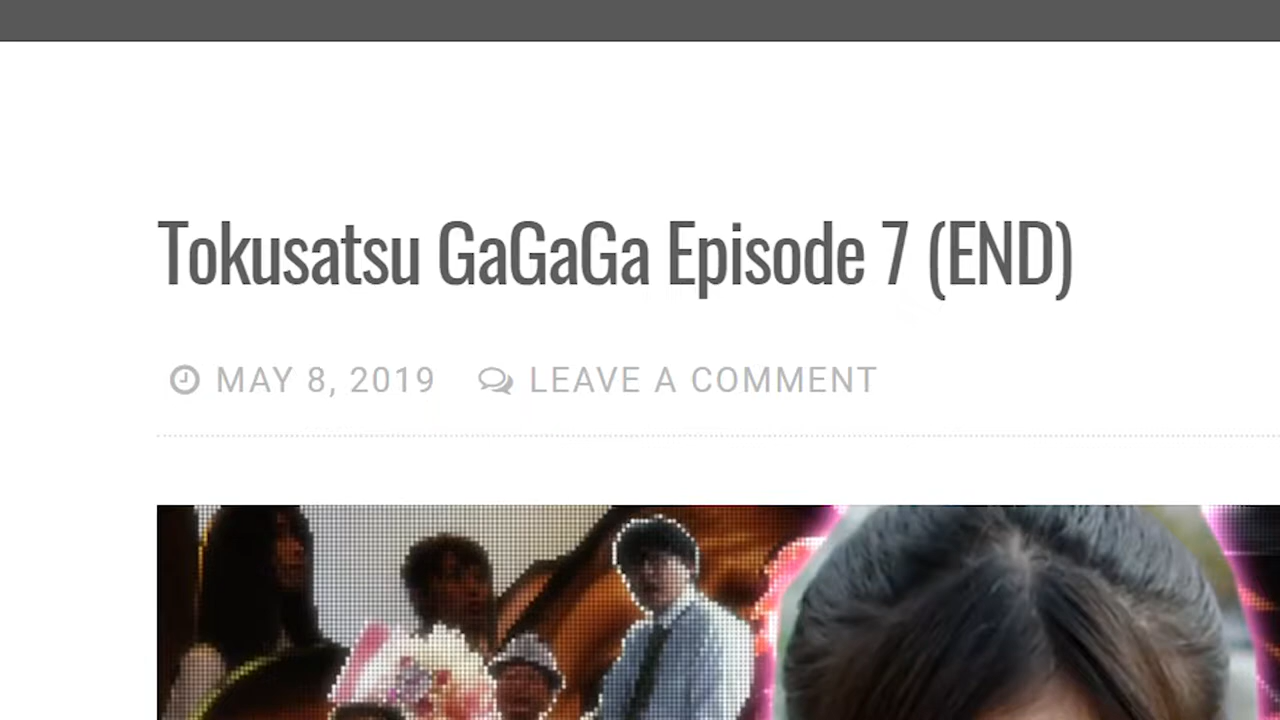 Tokusatsu GaGaGa Episode 7 (END)
MAY 8, 2019 LEAVE A COMMENT